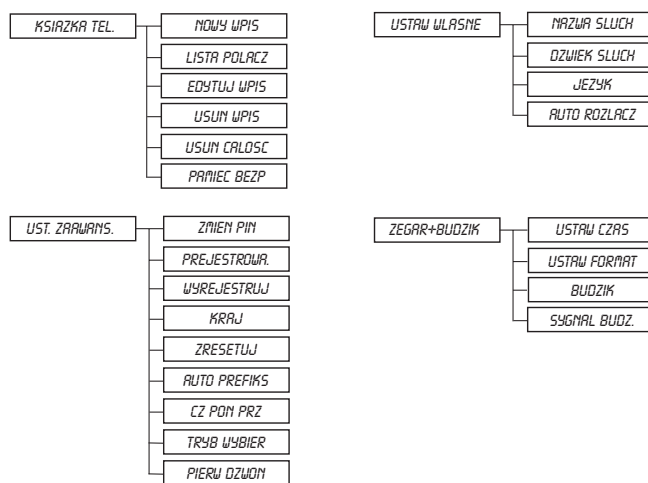 KSIAZKA TEL.
NOWY WPIS
LISTA POLACZ
EDYTUJ WPIS
USUN WPIS
USUN CALOSC
PAMIEC BEZP
USTAW WLASNE
NAZWA SLUCH
DZWIEK SLUCH
JEZYK
AUTO ROZLACZ
UST. ZAAWANS.
ZMIEN PIN
PREJESTROWA.
WYREJESTRUJ
KRAJ
ZRESETUJ
AUTO PREFIKS
CZ PON PRZ
TRYB WYBIER
PIERW DZWON
ZEGAR+BUDZIK
USTAW CZAS
USTAW FORMAT
BUDZIK
SYGNAL BUDZ.